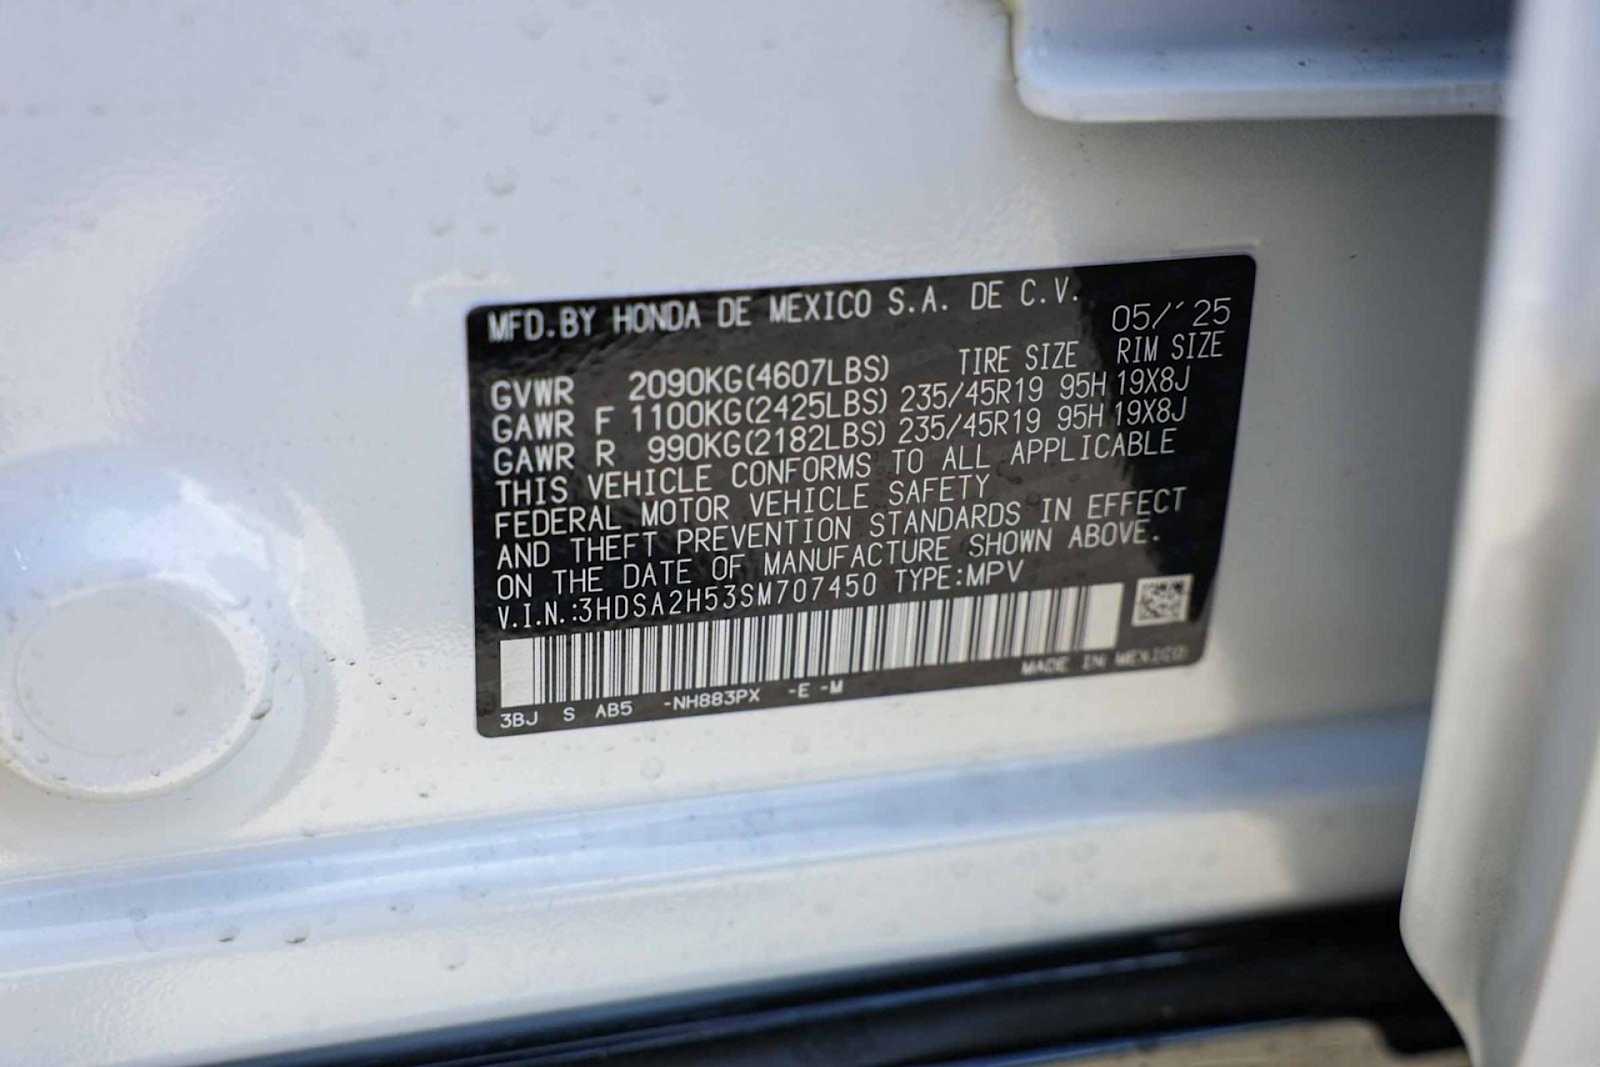 MFD.BY HONDA DE MEXICO S.A. DE C.V.
05/'25
TIRE SIZE RIM SIZE
GVWR 2090KG(4607LBS)
GAWR F 1100KG(2425LBS) 235/45R19 95H 19X8J
GAWR R 990KG(2182LBS) 235/45R19 95H 19X8J
THIS VEHICLE CONFORMS TO ALL APPLICABLE
FEDERAL MOTOR VEHICLE SAFETY
AND THEFT PREVENTION STANDARDS IN EFFECT
ON THE DATE OF MANUFACTURE SHOWN ABOVE.
V.I.N.:3HDSA2H53SM707450 TYPE:MPV
MADE IN MEXICO
3BJ S AB5 -NH883PX -E -M